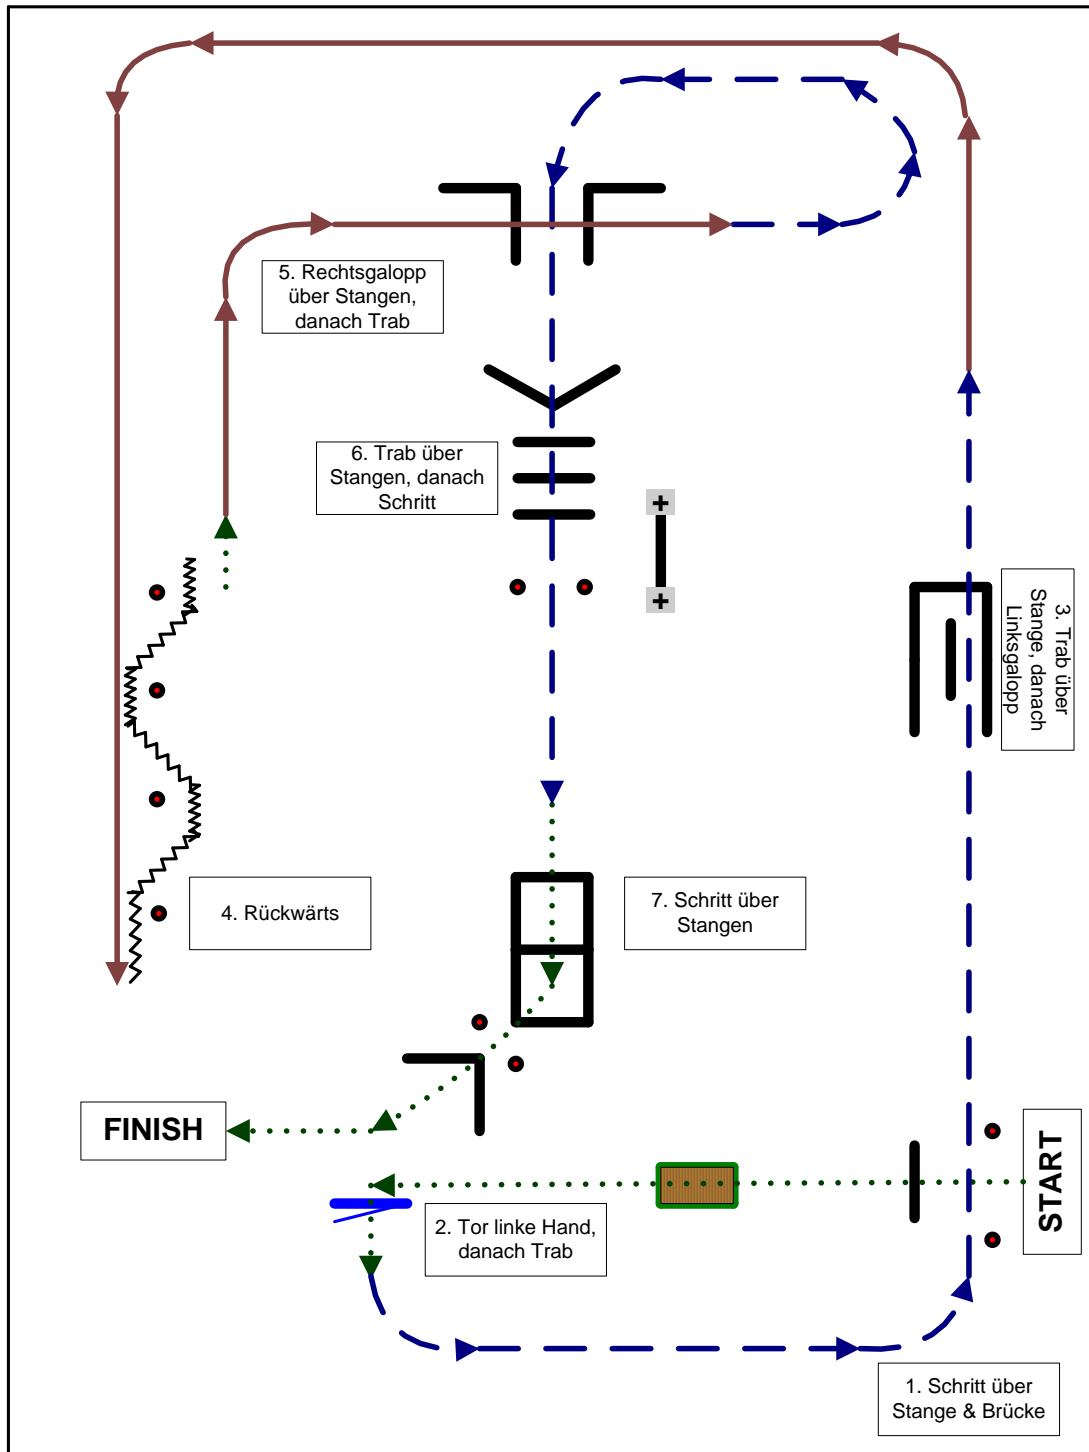 5. Rechtsgalopp
über Stangen,
danach Trab
6. Trab über
Stangen, danach
Schritt
+
+
3. Trab über
Stange, danach
Linksgalopp
4. Rückwärts
7. Schritt über
Stangen
FINISH
START
2. Tor linke Hand,
danach Trab
1. Schritt über
Stange & Brücke